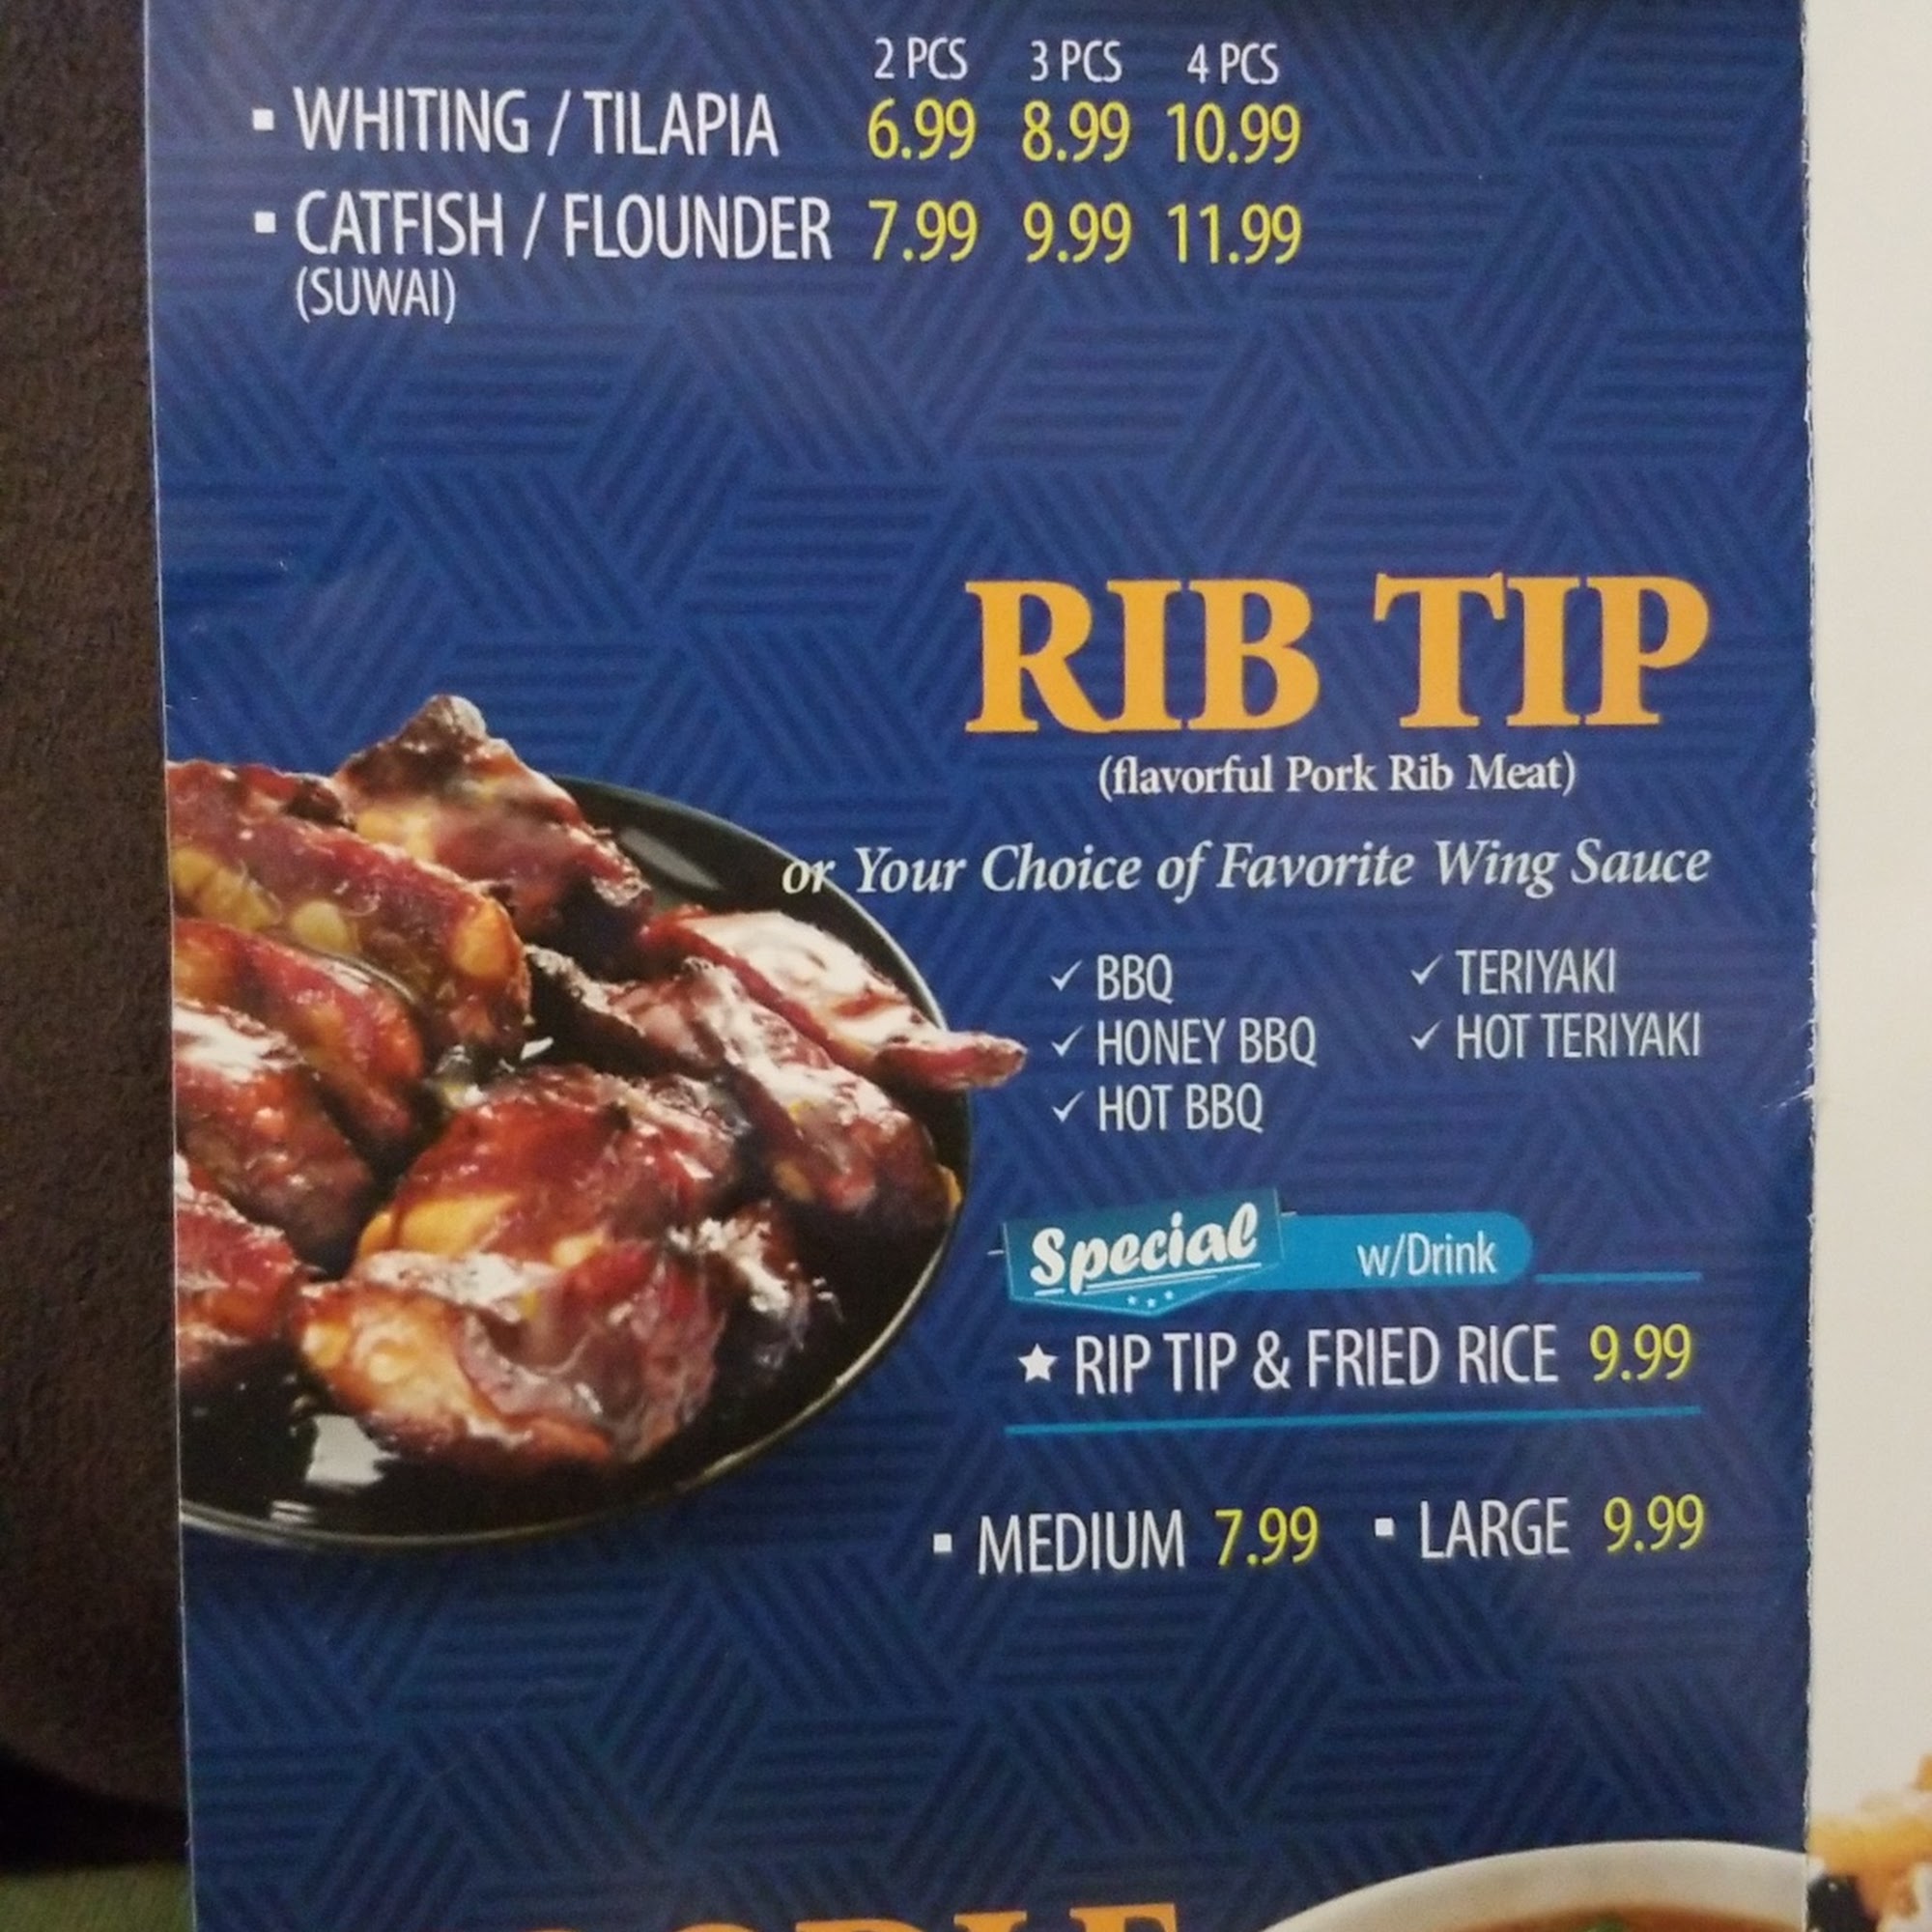 2 PCS 3 PCS 4 PCS
▪ WHITING / TILAPIA 6.99 8.99 10.99
▪ CATFISH / FLOUNDER 7.99 9.99 11.99
(SUWAI)
RIB TIP
(flavorful Pork Rib Meat)
or Your Choice of Favorite Wing Sauce
✓ BBQ ✓ TERIYAKI
✓ HONEY BBQ ✓ HOT TERIYAKI
✓ HOT BBQ
Special w/Drink
★ RIP TIP & FRIED RICE 9.99
▪ MEDIUM 7.99 ▪ LARGE 9.99